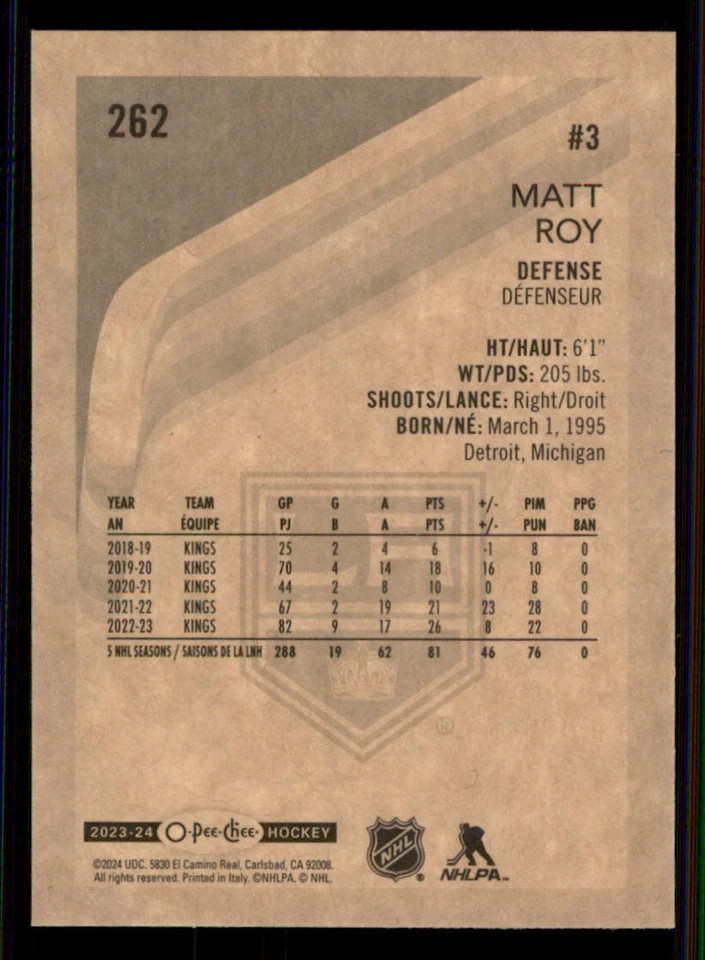 262
#3
MATT
ROY
DEFENSE
DÉFENSEUR
HT/HAUT: 6'1"
WT/PDS: 205 lbs.
SHOOTS/LANCE: Right/Droit
BORN/NÉ: March 1, 1995
Detroit, Michigan
YEAR TEAM GP G A PTS +/- PIM PPG
AN ÉQUIPE PJ B A PTS +/- PUN BAN
2018-19 KINGS 25 2 4 6 -1 8 0
2019-20 KINGS 70 4 14 18 16 10 0
2020-21 KINGS 44 2 8 10 0 8 0
2021-22 KINGS 67 2 19 21 23 28 0
2022-23 KINGS 82 9 17 26 8 22 0
5 NHL SEASONS / SAISONS DE LA LNH 288 19 62 81 46 76 0
®
2023-24 O-Pee-Chee HOCKEY
©2024 UDC. 5830 El Camino Real, Carlsbad, CA 92008.
All rights reserved. Printed in Italy. ©NHLPA. © NHL.
NHL ®
NHLPA™